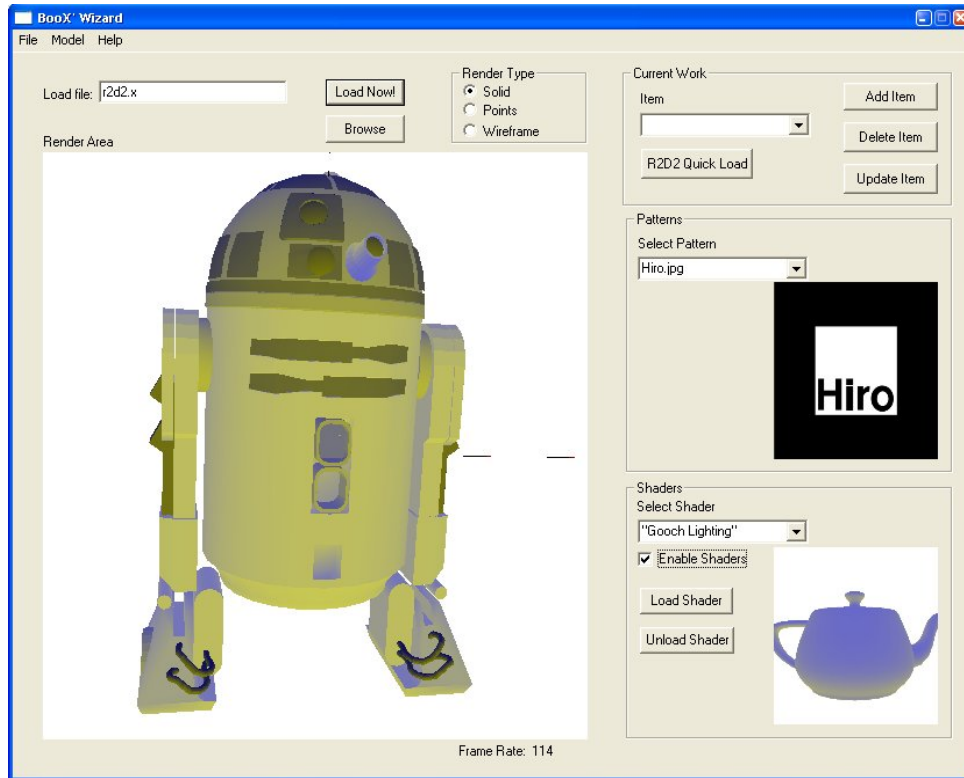 BooX' Wizard
File Model Help
Load file: r2d2.x
Load Now!
Browse
Render Type
Solid
Points
Wireframe
Render Area
Frame Rate: 114
Current Work
Item
Add Item
Delete Item
R2D2 Quick Load
Update Item
Patterns
Select Pattern
Hiro.jpg
Hiro
Shaders
Select Shader
"Gooch Lighting"
Enable Shaders
Load Shader
Unload Shader